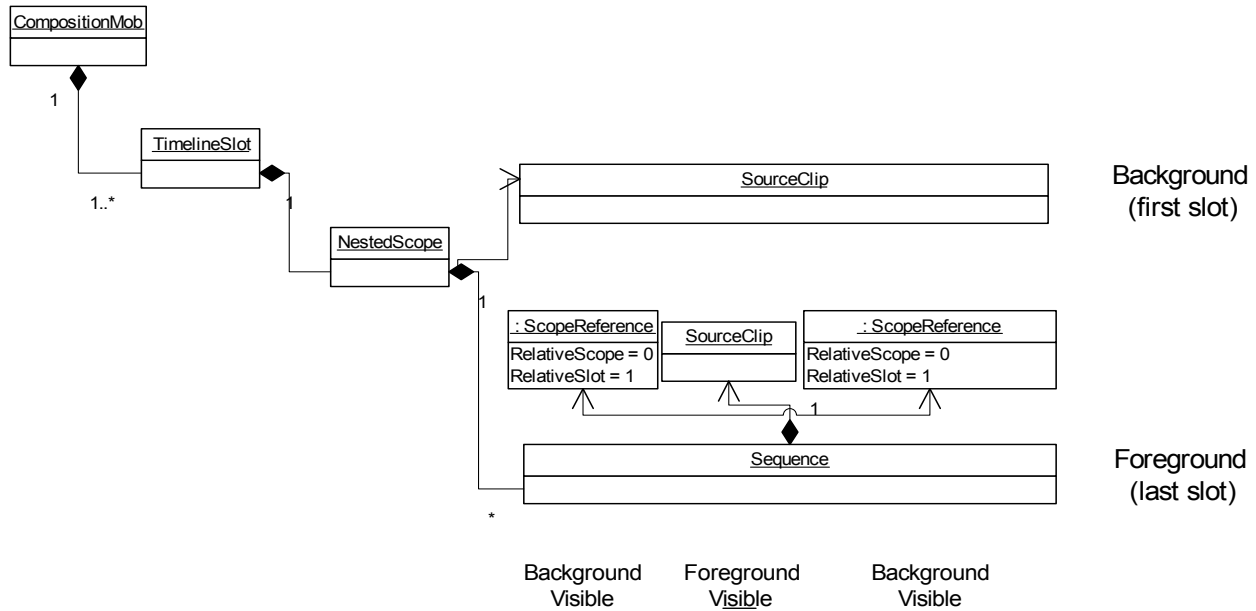 CompositionMob
1
TimelineSlot
1..*
1
SourceClip
Background
(first slot)
NestedScope
1
: ScopeReference
RelativeScope = 0
RelativeSlot = 1
SourceClip
: ScopeReference
RelativeScope = 0
RelativeSlot = 1
1
Sequence
Foreground
(last slot)
*
Background
Visible
Foreground
Visible
Background
Visible